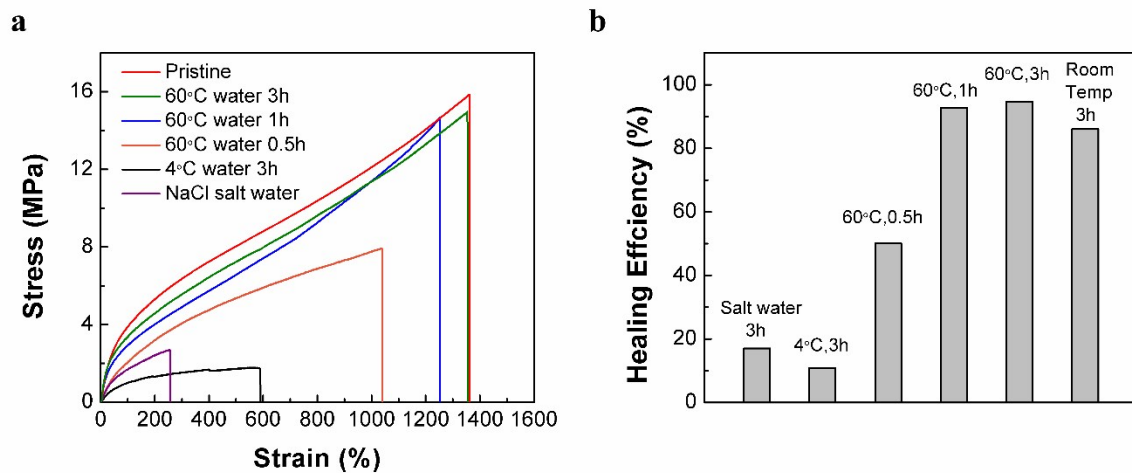 a
Stress (MPa)
16
12
8
4
0
Pristine
60°C water 3h
60°C water 1h
60°C water 0.5h
4°C water 3h
NaCl salt water
0 200 400 600 800 1000 1200 1400 1600
Strain (%)
b
Healing Effciency (%)
100
80
60
40
20
0
Salt water
3h
4°C,3h
60°C,0.5h
60°C,1h
60°C,3h
Room
Temp
3h